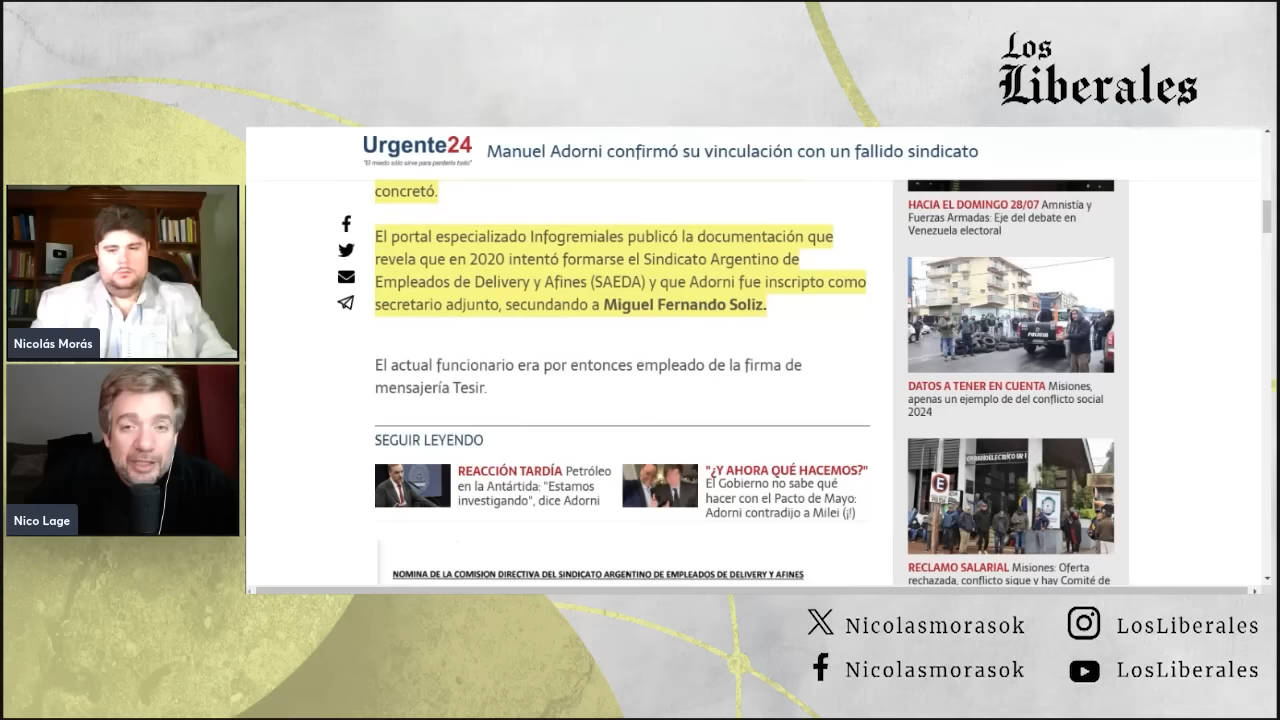 Los
Liberales
Urgente24
"El miedo sólo sirve para perderlo todo"
Manuel Adorni confirmó su vinculación con un fallido sindicato
concretó.
El portal especializado Infogremiales publicó la documentación que
revela que en 2020 intentó formarse el Sindicato Argentino de
Empleados de Delivery y Afines (SAEDA) y que Adorni fue inscripto como
secretario adjunto, secundando a Miguel Fernando Soliz.
El actual funcionario era por entonces empleado de la firma de
mensajería Tesir.
SEGUIR LEYENDO
REACCIÓN TARDÍA Petróleo
en la Antártida: "Estamos
investigando", dice Adorni
"¿Y AHORA QUÉ HACEMOS?"
El Gobierno no sabe qué
hacer con el Pacto de Mayo:
Adorni contradijo a Milei (¡!)
NOMINA DE LA COMISION DIRECTIVA DEL SINDICATO ARGENTINO DE EMPLEADOS DE DELIVERY Y AFINES
HACIA EL DOMINGO 28/07 Amnistía y
Fuerzas Armadas: Eje del debate en
Venezuela electoral
POLICIA
DATOS A TENER EN CUENTA Misiones,
apenas un ejemplo de del conflicto social
2024
E
RECLAMO SALARIAL Misiones: Oferta
rechazada, conflicto sigue y hay Comité de
Nicolás Morás
Nico Lage
Nicolasmorasok
LosLiberales
Nicolasmorasok
LosLiberales